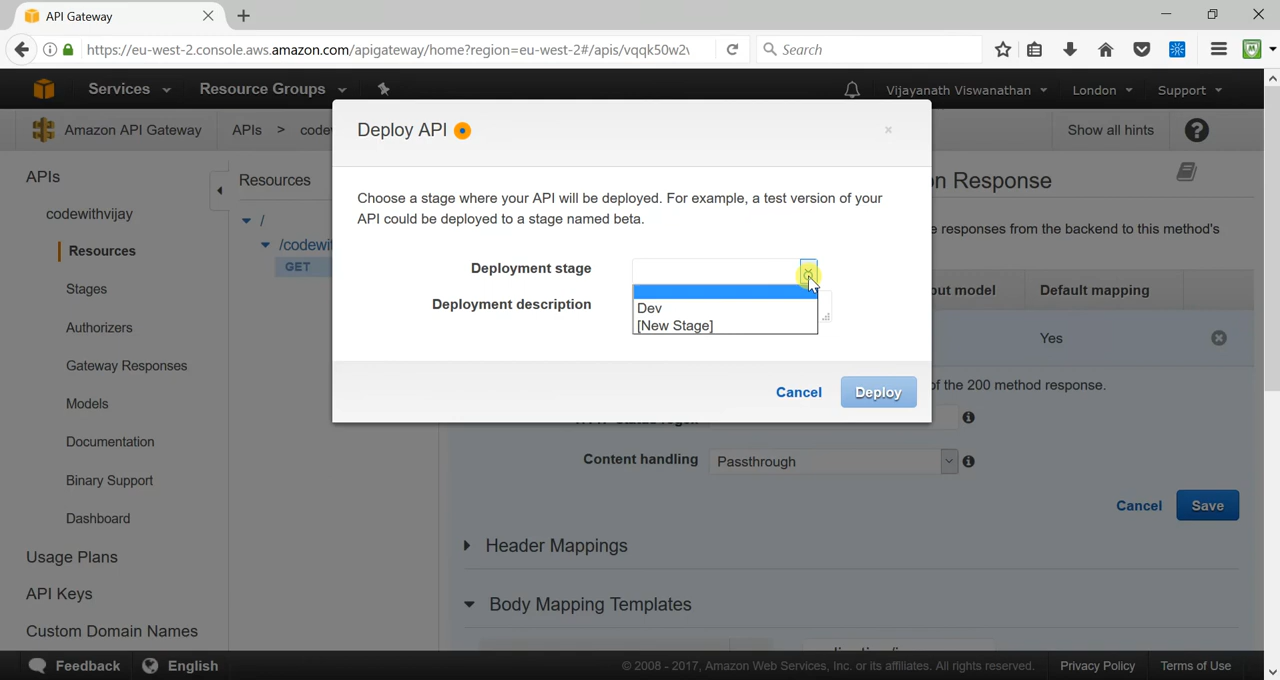 API Gateway
https://eu-west-2.console.aws.amazon.com/apigateway/home?region=eu-west-2#/apis/vqqk50w2
Search
Services
Resource Groups
Vijayanath Viswanathan
London
Support
Amazon API Gateway
APIs > code
Show all hints
Deploy API
Choose a stage where your API will be deployed. For example, a test version of your
API could be deployed to a stage named beta.
Deployment stage
Dev
[New Stage]
Deployment description
Cancel
Deploy
APIs
codewithvijay
Resources
Stages
Authorizers
Gateway Responses
Models
Documentation
Binary Support
Dashboard
Usage Plans
API Keys
Custom Domain Names
Resources
/
/codewit
GET
n Response
e responses from the backend to this method's
out model
Default mapping
Yes
of the 200 method response.
Content handling
Passthrough
Cancel
Save
Header Mappings
Body Mapping Templates
Feedback
English
© 2008 - 2017, Amazon Web Services, Inc. or its affiliates. All rights reserved.
Privacy Policy
Terms of Use